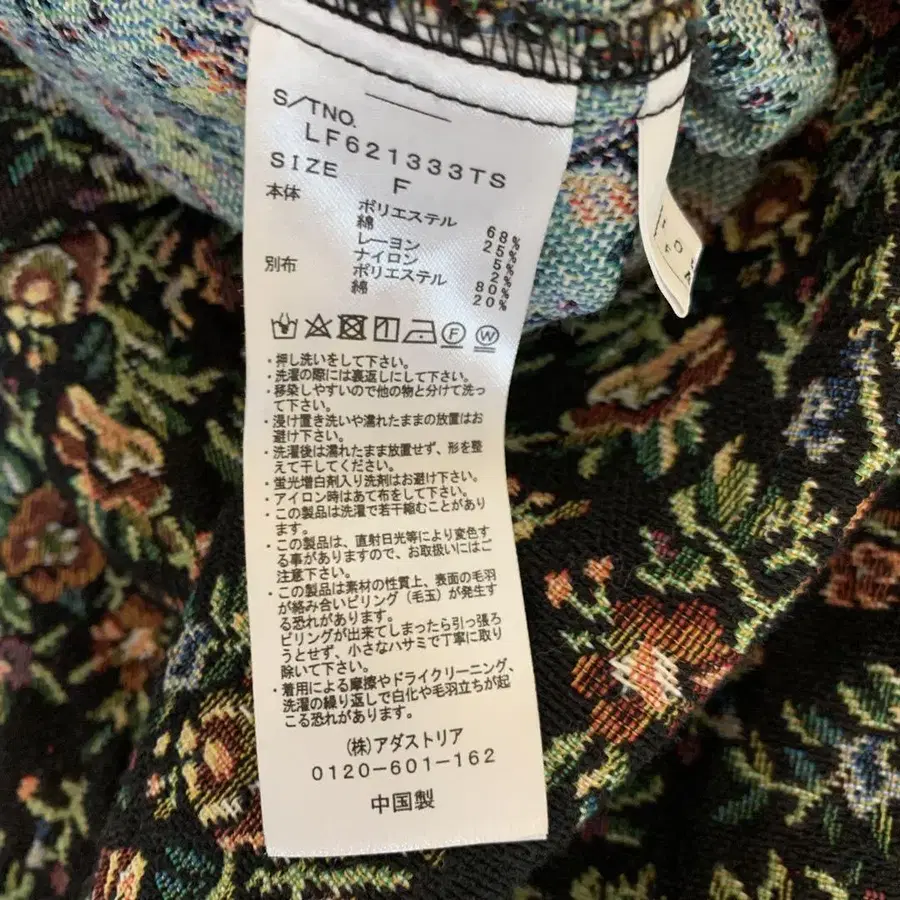 S/TNO.
LF621333TS
SIZE F
本体 ポリエステル 68%
綿 25%
レーヨン 5%
ナイロン 2%
別布 ポリエステル 80%
綿 20%
F W
・押し洗いをして下さい。
・洗濯の際には裏返しにして下さい。
・移染しやすいので他の物と分けて洗っ
て下さい。
・浸け置き洗いや濡れたままの放置はお
避け下さい。
・洗濯後は濡れたまま放置せず、形を整
えて干してください。
・蛍光増白剤入り洗剤はお避け下さい。
・アイロン時はあて布をして下さい。
・この製品は洗濯で若干縮むことがあり
ます。
・この製品は、直射日光等により変色す
る事がありますので、お取扱いにはご
注意下さい。
・この製品は素材の性質上、表面の毛羽
が絡み合いピリング（毛玉）が発生す
る恐れがあります。
ピリングが出来てしまったら引っ張ろ
うとせず、小さなハサミで丁寧に取り
除いて下さい。
・着用による摩擦やドライクリーニング、
洗濯の繰り返しで白化や毛羽立ちが起
こる恐れがあります。
(株)アダストリア
0120-601-162
中国製